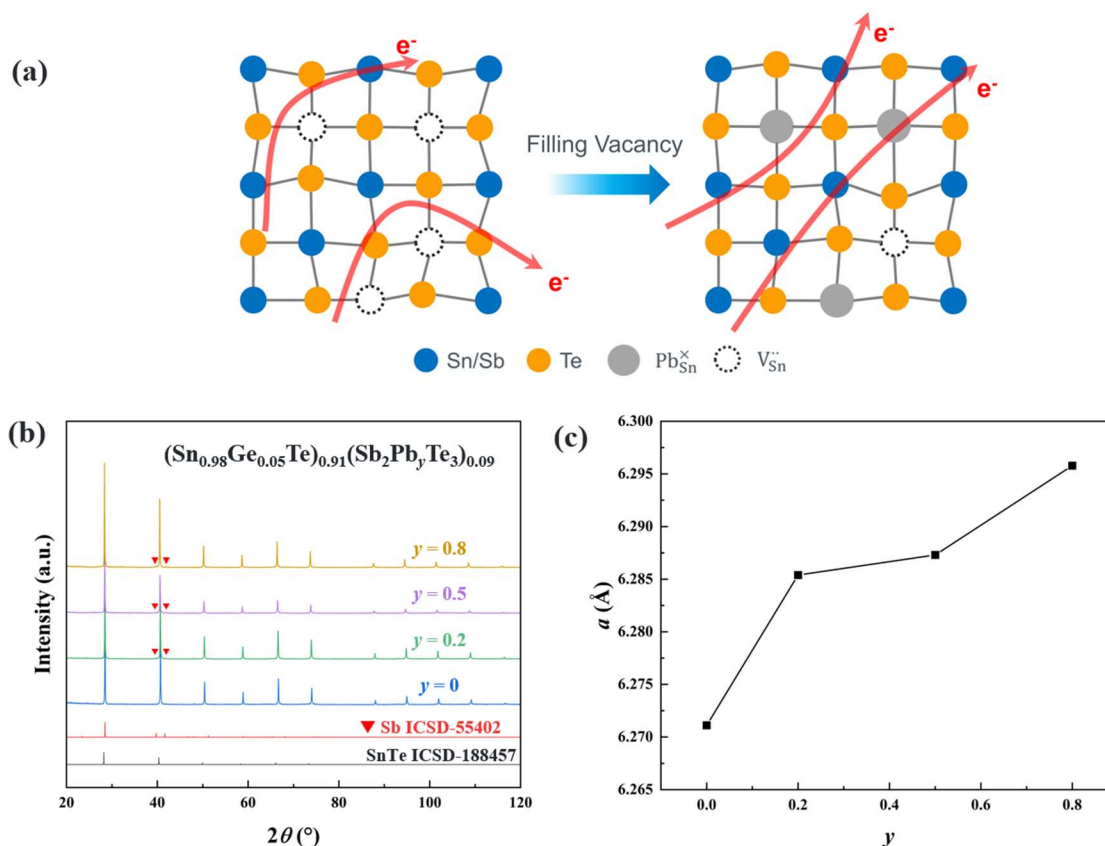 (a)
e⁻
e⁻
Filling Vacancy
e⁻
e⁻
Sn/Sb
Te
Pb×Sn
V¨Sn
(b)
(Sn0.98Ge0.05Te)0.91(Sb2PbyTe3)0.09
y = 0.8
y = 0.5
y = 0.2
y = 0
Sb ICSD-55402
SnTe ICSD-188457
Intensity (a.u.)
20 40 60 80 100 120
2θ (°)
(c)
6.300
6.295
6.290
6.285
6.280
6.275
6.270
6.265
a (Å)
0.0 0.2 0.4 0.6 0.8
y